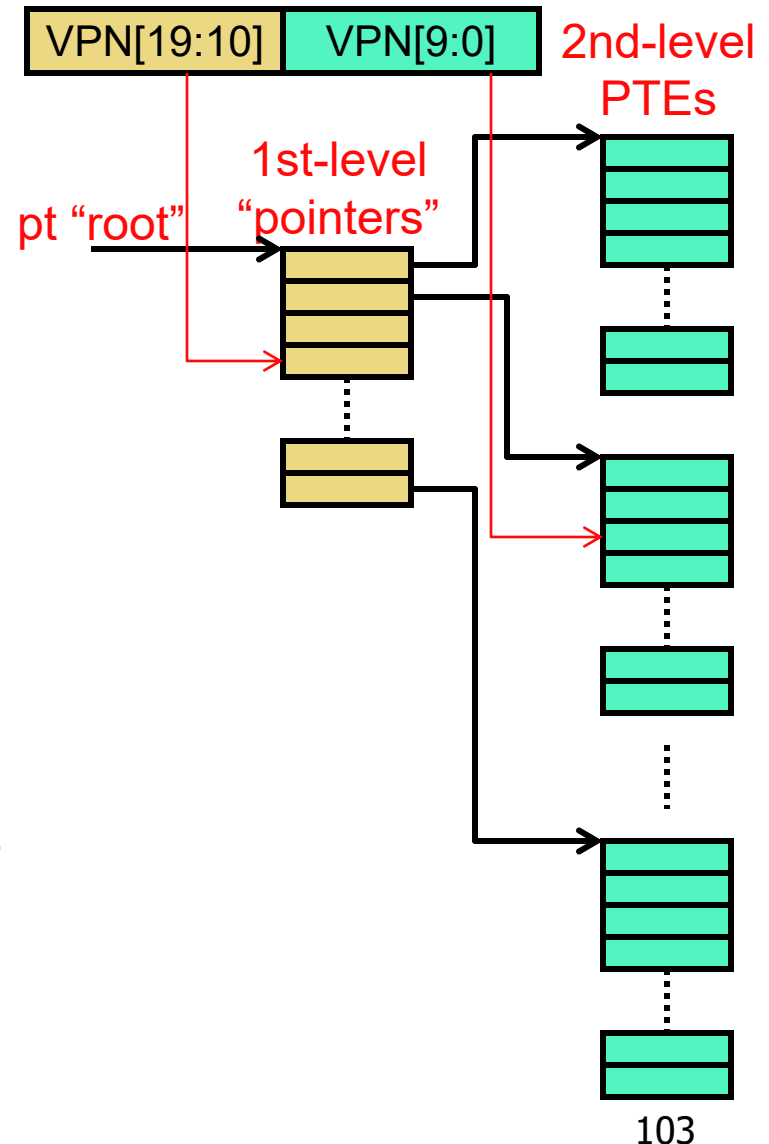 VPN[19:10] VPN[9:0]
2nd-level
PTEs
1st-level
“pointers”
pt “root”
103